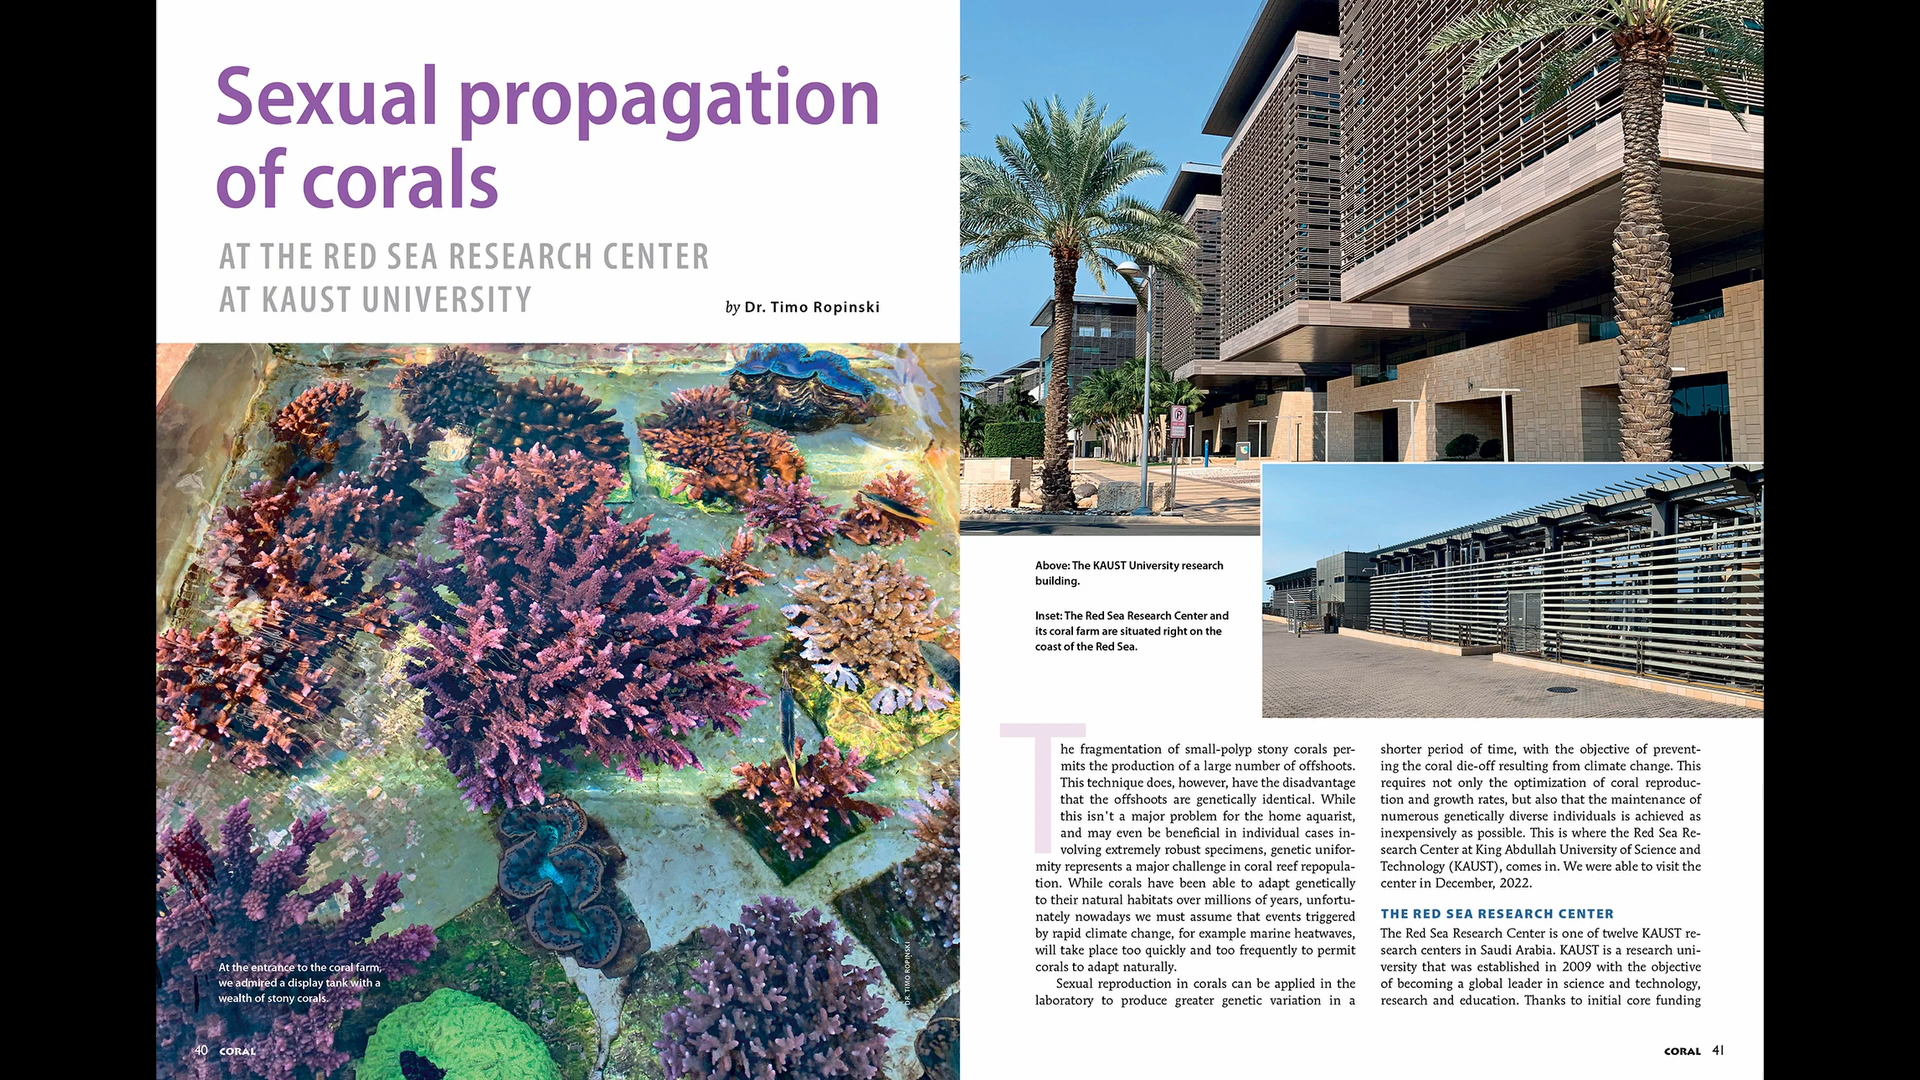 Sexual propagation
of corals
AT THE RED SEA RESEARCH CENTER
AT KAUST UNIVERSITY
by Dr. Timo Ropinski
At the entrance to the coral farm,
we admired a display tank with a
wealth of stony corals.
DR. TIMO ROPINSKI
40 CORAL
Above: The KAUST University research
building.
Inset: The Red Sea Research Center and
its coral farm are situated right on the
coast of the Red Sea.
The fragmentation of small-polyp stony corals per-
mits the production of a large number of offshoots.
This technique does, however, have the disadvantage
that the offshoots are genetically identical. While
this isn't a major problem for the home aquarist,
and may even be beneficial in individual cases in-
volving extremely robust specimens, genetic unifor-
mity represents a major challenge in coral reef repopula-
tion. While corals have been able to adapt genetically
to their natural habitats over millions of years, unfortu-
nately nowadays we must assume that events triggered
by rapid climate change, for example marine heatwaves,
will take place too quickly and too frequently to permit
corals to adapt naturally.
Sexual reproduction in corals can be applied in the
laboratory to produce greater genetic variation in a
shorter period of time, with the objective of prevent-
ing the coral die-off resulting from climate change. This
requires not only the optimization of coral reproduc-
tion and growth rates, but also that the maintenance of
numerous genetically diverse individuals is achieved as
inexpensively as possible. This is where the Red Sea Re-
search Center at King Abdullah University of Science and
Technology (KAUST), comes in. We were able to visit the
center in December, 2022.
THE RED SEA RESEARCH CENTER
The Red Sea Research Center is one of twelve KAUST re-
search centers in Saudi Arabia. KAUST is a research uni-
versity that was established in 2009 with the objective
of becoming a global leader in science and technology,
research and education. Thanks to initial core funding
CORAL 41